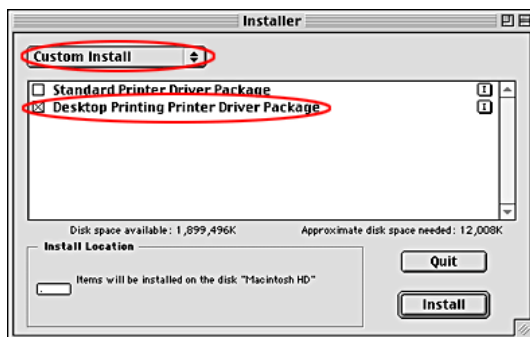 Installer
Custom Install
Standard Printer Driver Package
Desktop Printing Printer Driver Package
Disk space available: 1,899,496K Approximate disk space needed: 12,008K
Install Location
Items will be installed on the disk "Macintosh HD"
Quit
Install